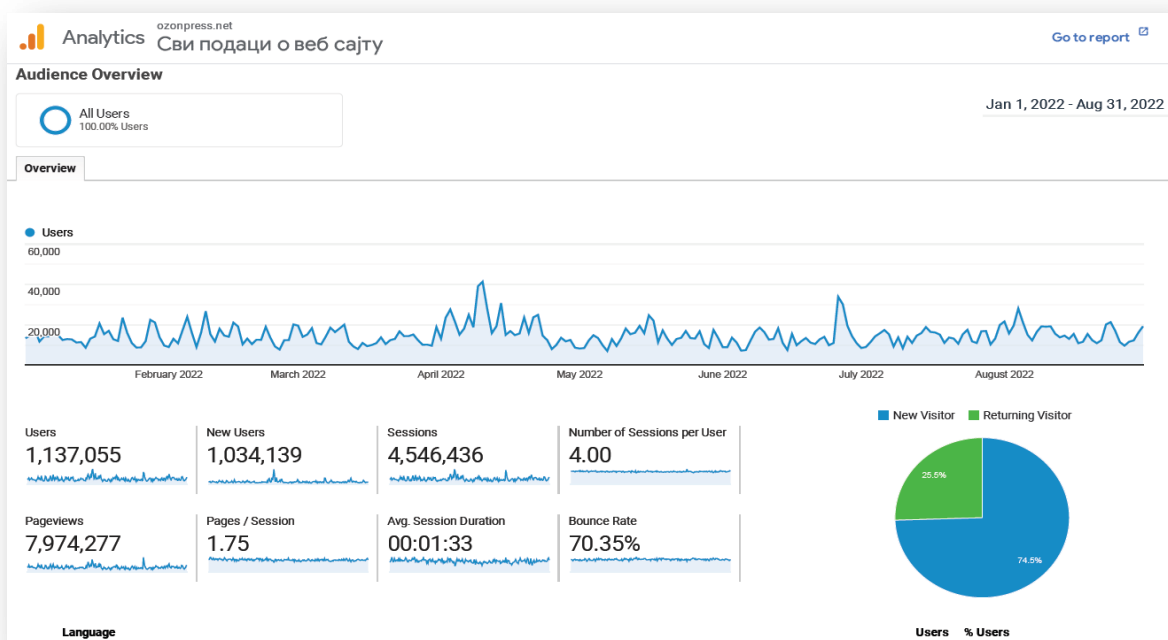 Analytics
ozonpress.net
Сви подаци о веб сајту
Go to report
Audience Overview
All Users
100.00% Users
Jan 1, 2022 - Aug 31, 2022
Overview
Users
60,000
40,000
20,000
February 2022 March 2022 April 2022 May 2022 June 2022 July 2022 August 2022
New Visitor Returning Visitor
Users New Users Sessions Number of Sessions per User
1,137,055 1,034,139 4,546,436 4.00
25.5%
Pageviews Pages / Session Avg. Session Duration Bounce Rate
7,974,277 1.75 00:01:33 70.35%
74.5%
Language Users % Users